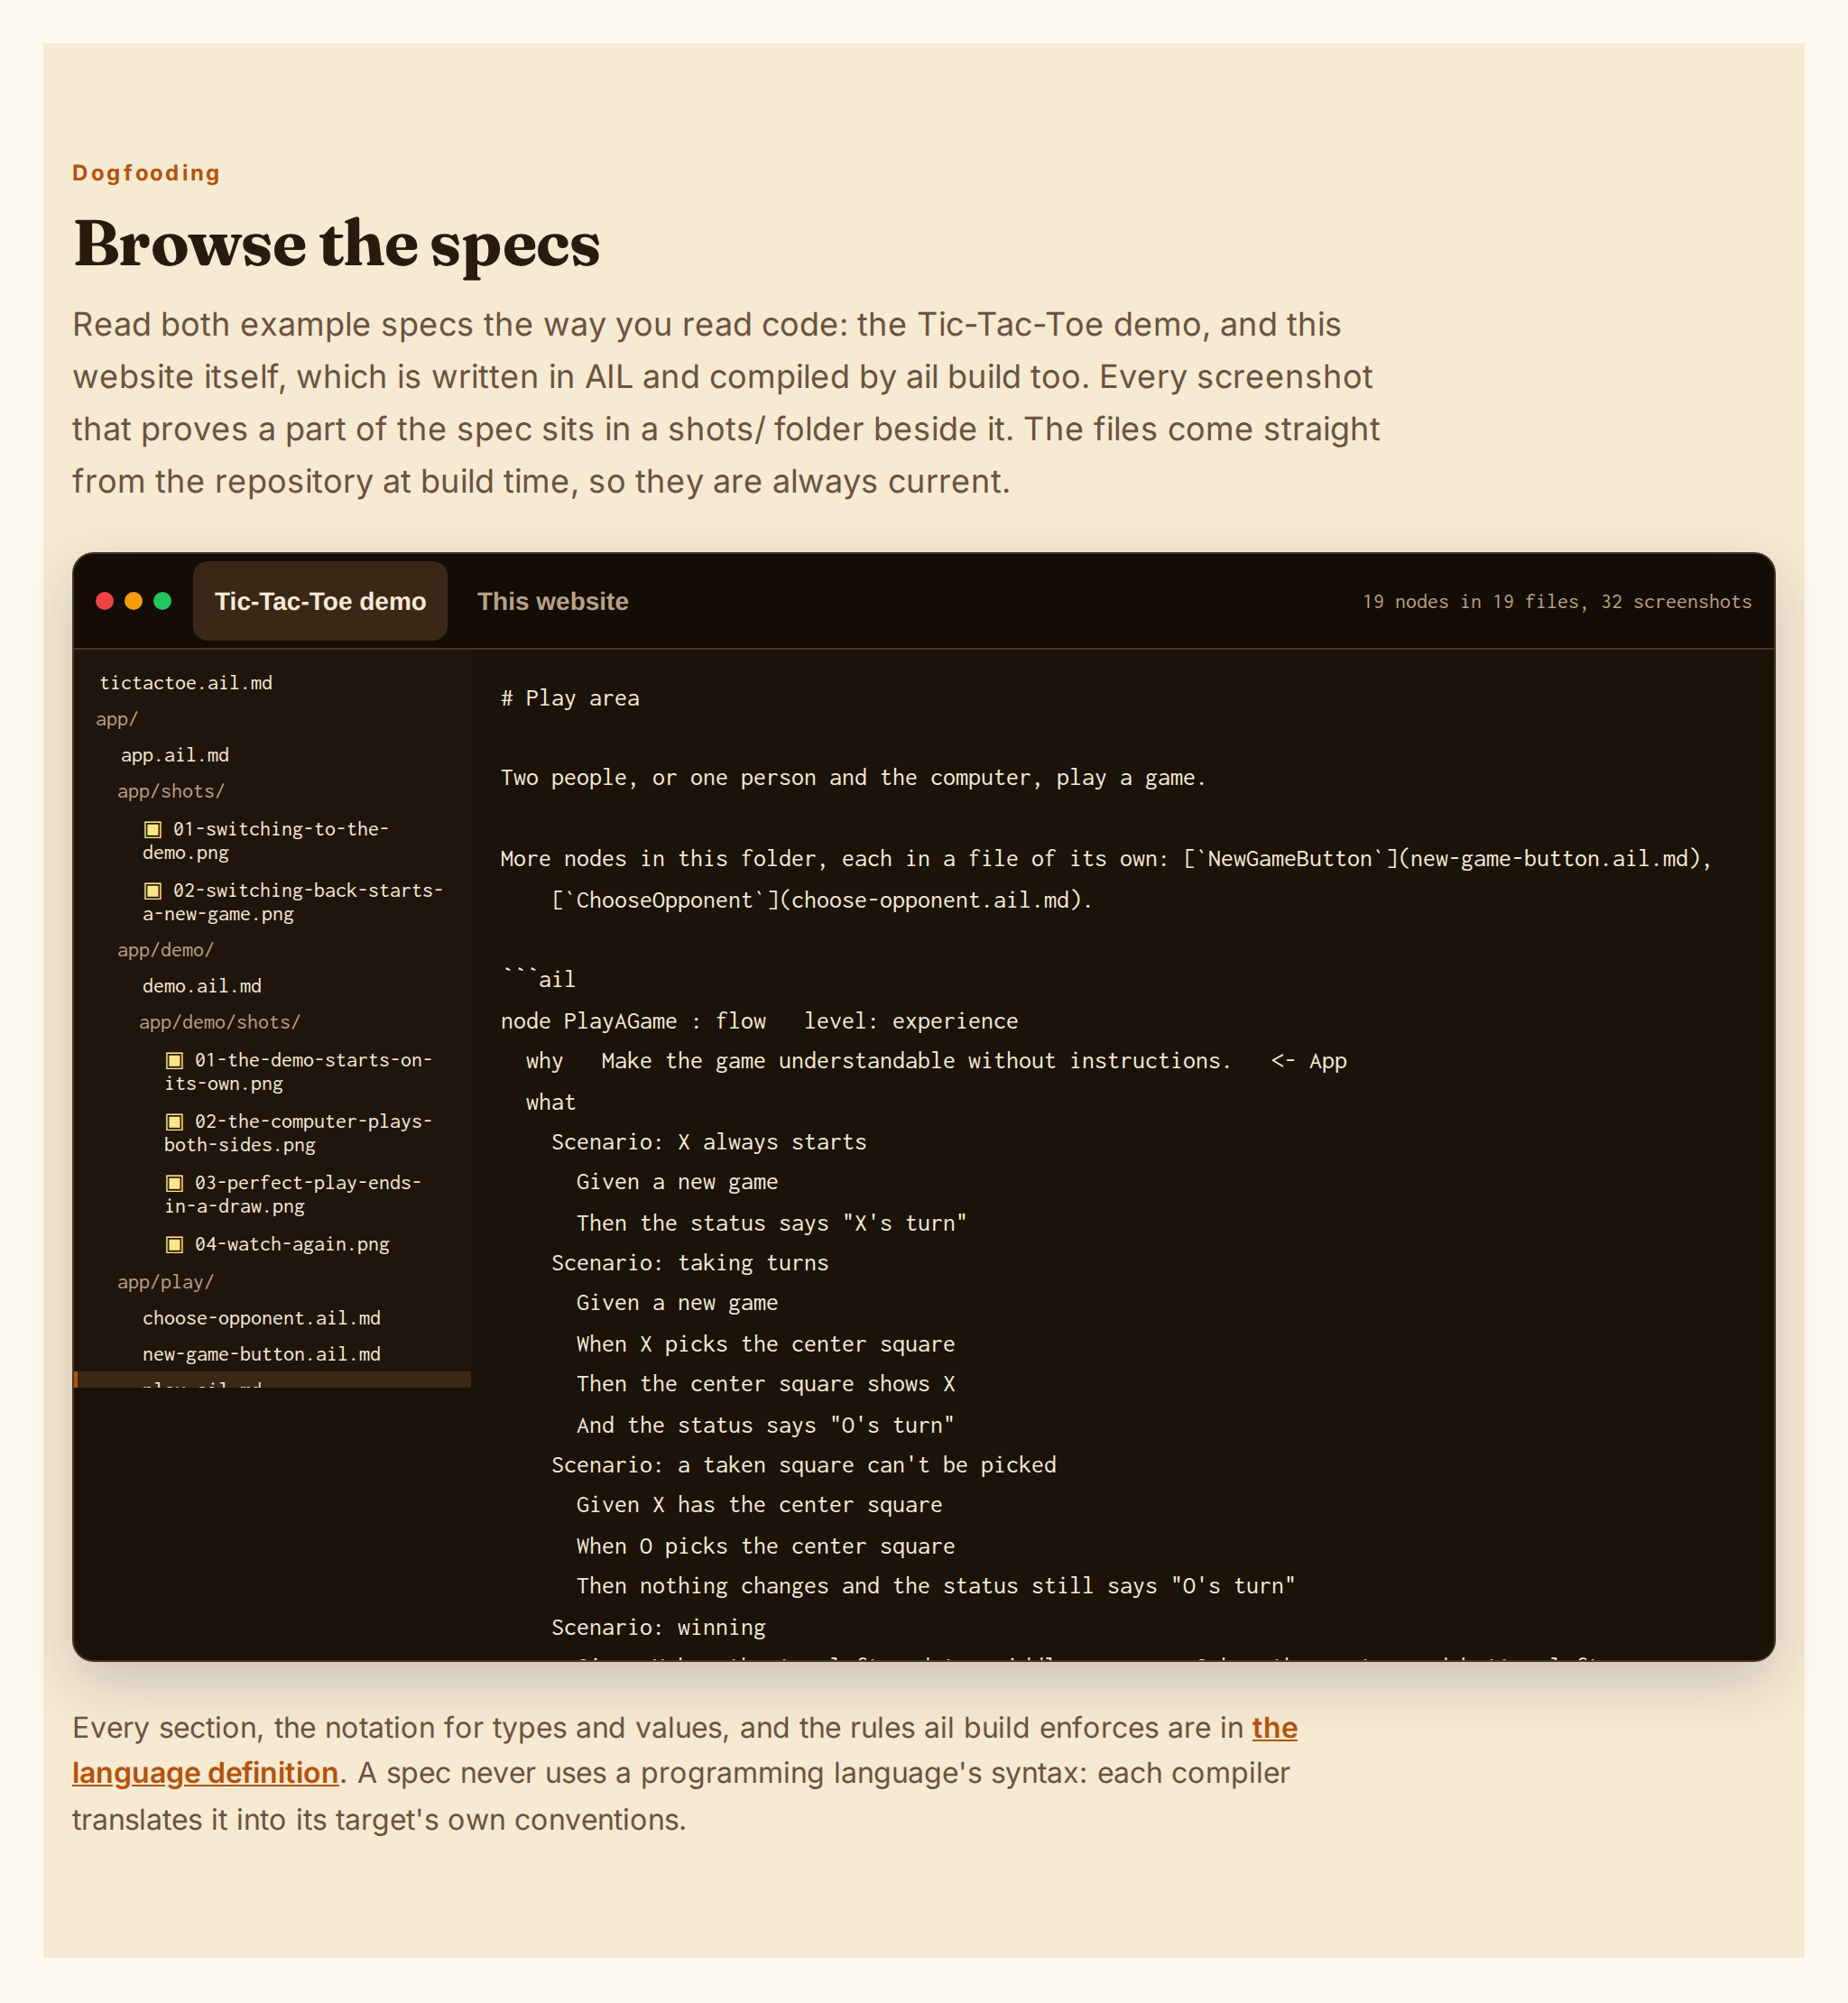 Dogfooding
Browse the specs
Read both example specs the way you read code: the Tic-Tac-Toe demo, and this
website itself, which is written in AIL and compiled by ail build too. Every screenshot
that proves a part of the spec sits in a shots/ folder beside it. The files come straight
from the repository at build time, so they are always current.
Tic-Tac-Toe demo
This website
19 nodes in 19 files, 32 screenshots
tictactoe.ail.md
app/
app.ail.md
app/shots/
▣ 01-switching-to-the-
demo.png
▣ 02-switching-back-starts-
a-new-game.png
app/demo/
demo.ail.md
app/demo/shots/
▣ 01-the-demo-starts-on-
its-own.png
▣ 02-the-computer-plays-
both-sides.png
▣ 03-perfect-play-ends-
in-a-draw.png
▣ 04-watch-again.png
app/play/
choose-opponent.ail.md
new-game-button.ail.md
# Play area
Two people, or one person and the computer, play a game.
More nodes in this folder, each in a file of its own: [`NewGameButton`](new-game-button.ail.md),
[`ChooseOpponent`](choose-opponent.ail.md).
```ail
node PlayAGame : flow   level: experience
why   Make the game understandable without instructions.   <- App
what
Scenario: X always starts
Given a new game
Then the status says "X's turn"
Scenario: taking turns
Given a new game
When X picks the center square
Then the center square shows X
And the status says "O's turn"
Scenario: a taken square can't be picked
Given X has the center square
When O picks the center square
Then nothing changes and the status still says "O's turn"
Scenario: winning
Every section, the notation for types and values, and the rules ail build enforces are in the
language definition. A spec never uses a programming language's syntax: each compiler
translates it into its target's own conventions.